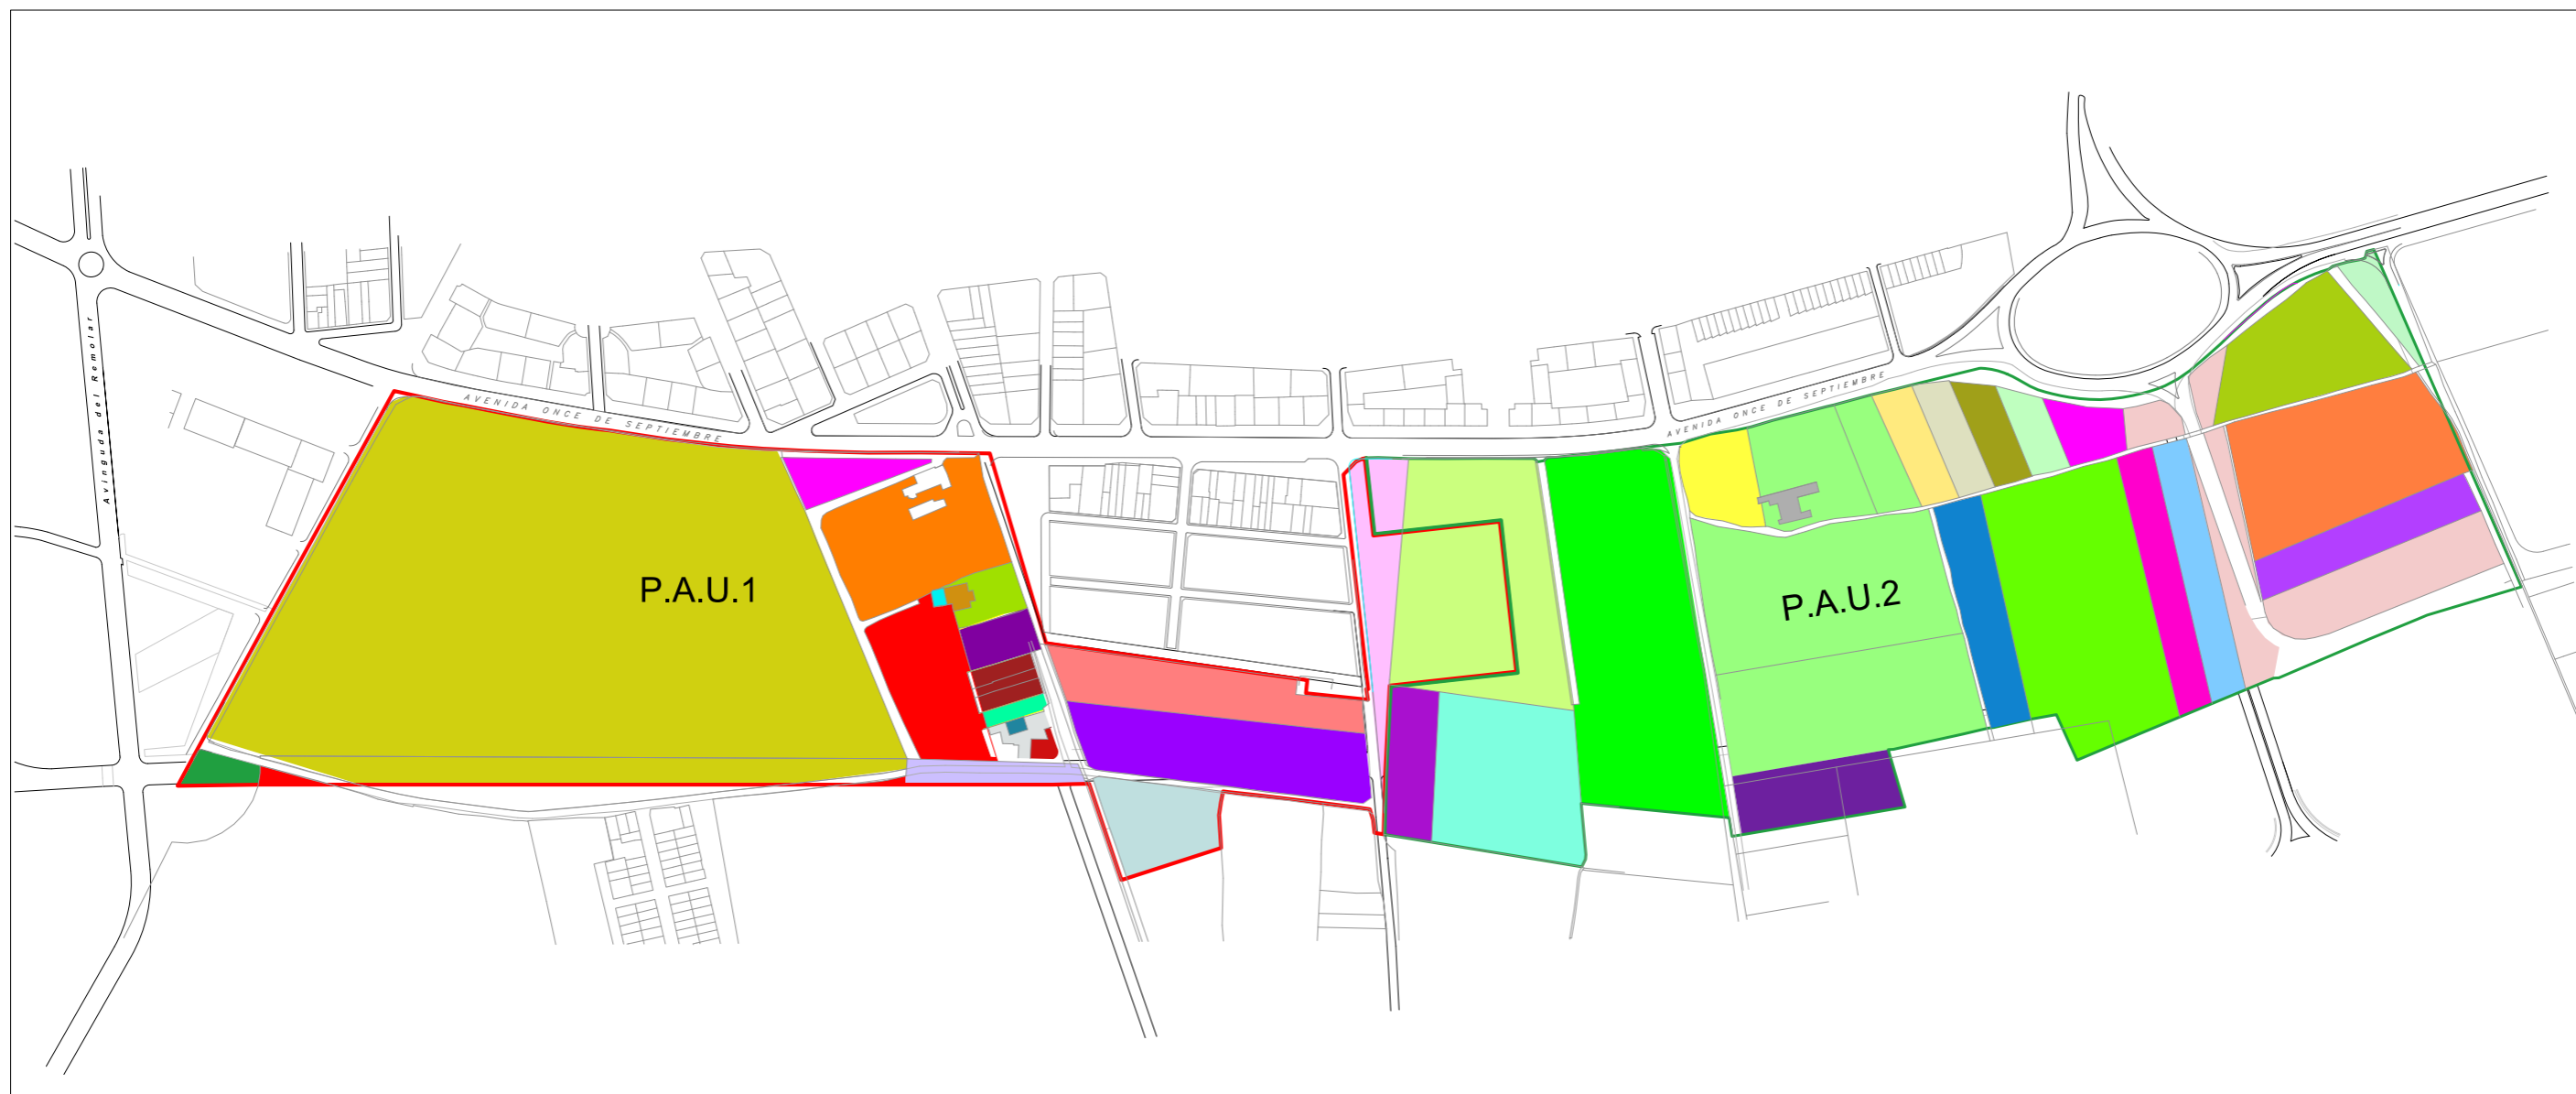 Avinguda del Remolar
AVENIDA ONCE DE SEPTIEMBRE
AVENIDA ONCE DE SEPTIEMBRE
P.A.U.1
P.A.U.2